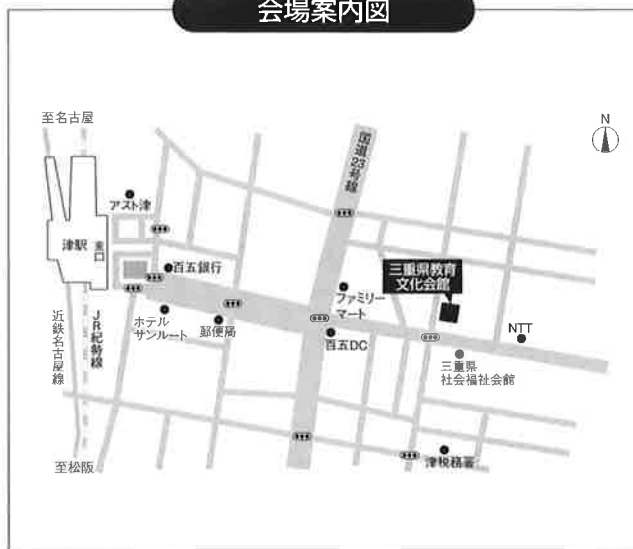 会場案内図
至名古屋
N
国道23号線
アスト津
津駅
東口
百五銀行
三重県教育
文化会館
ファミリー
マート
近鉄名古屋線
JR紀勢線
ホテル
サンルート
郵便局
百五DC
NTT
三重県
社会福祉会館
至松阪
津税務署